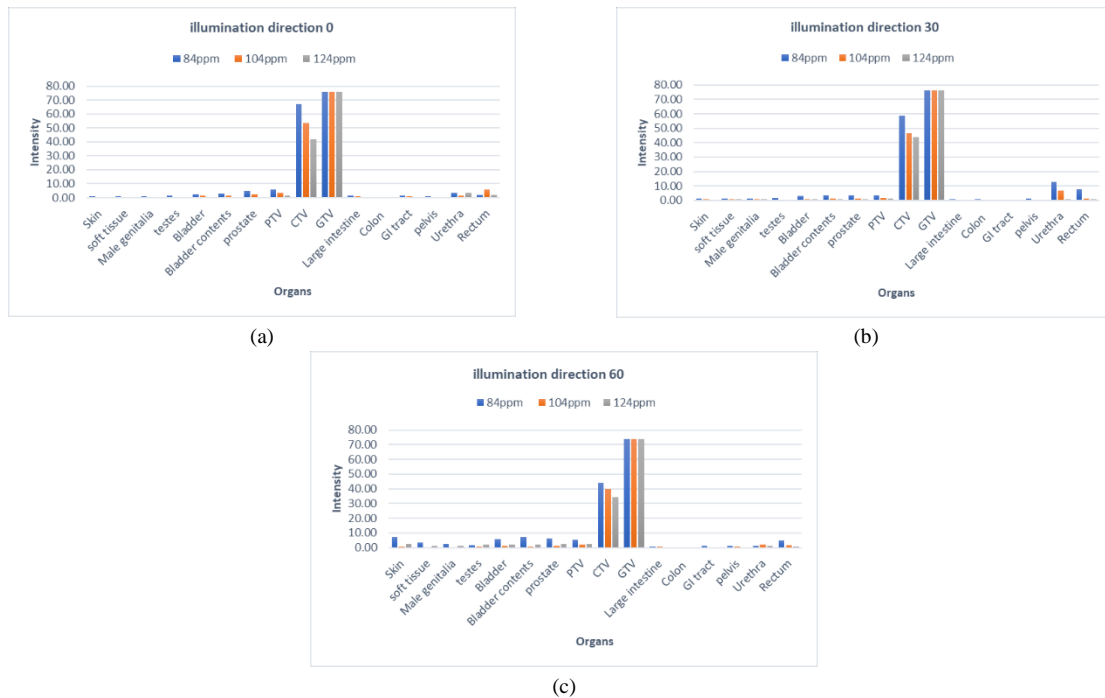 illumination direction 0
84ppm 104ppm 124ppm
80.00
70.00
60.00
50.00
40.00
30.00
20.00
10.00
0.00
Intensity
Skin
soft tissue
Male genitalia
testes
Bladder
Bladder contents
prostate
PTV
CTV
GTV
Large intestine
Colon
GI tract
pelvis
Urethra
Rectum
Organs
(a)
illumination direction 30
84ppm 104ppm 124ppm
80.00
70.00
60.00
50.00
40.00
30.00
20.00
10.00
0.00
Intensity
Skin
soft tissue
Male genitalia
testes
Bladder
Bladder contents
prostate
PTV
CTV
GTV
Large intestine
Colon
GI tract
pelvis
Urethra
Rectum
Organs
(b)
illumination direction 60
84ppm 104ppm 124ppm
80.00
70.00
60.00
50.00
40.00
30.00
20.00
10.00
0.00
Intensity
Skin
soft tissue
Male genitalia
testes
Bladder
Bladder contents
prostate
PTV
CTV
GTV
Large intestine
Colon
GI tract
pelvis
Urethra
Rectum
Organs
(c)